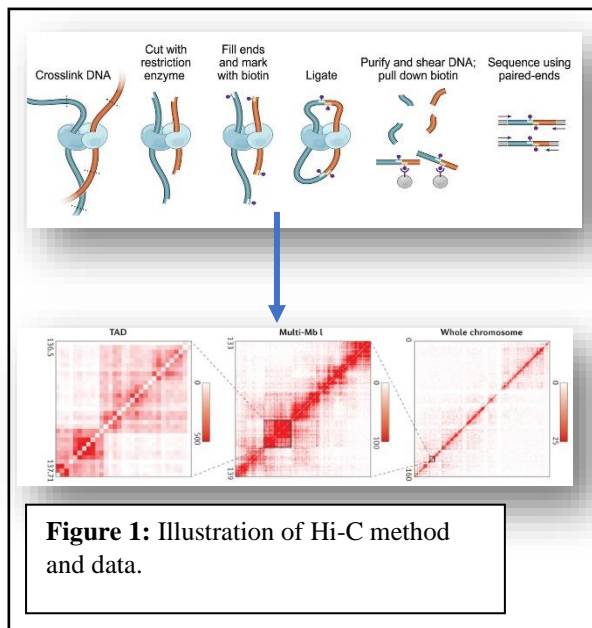 Crosslink DNA
Cut with
restriction
enzyme
Fill ends
and mark
with biotin
Ligate
Purify and shear DNA;
pull down biotin
Sequence using
paired-ends
TAD
136.5
137.71
0
500
Multi-Mb l
133
139
0
100
Whole chromosome
0
160
0
25
Figure 1: Illustration of Hi-C method
and data.